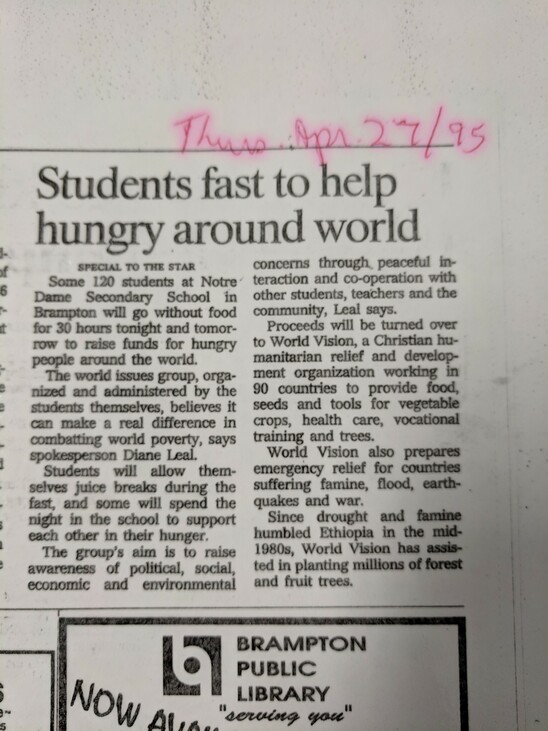 Thurs. Apr. 27/95
Students fast to help
hungry around world
SPECIAL TO THE STAR
Some 120 students at Notre
Dame Secondary School in
Brampton will go without food
for 30 hours tonight and tomor-
row to raise funds for hungry
people around the world.
The world issues group, orga-
nized and administered by the
students themselves, believes it
can make a real difference in
combatting world poverty, says
spokesperson Diane Leal.
Students will allow them-
selves juice breaks during the
fast, and some will spend the
night in the school to support
each other in their hunger.
The group's aim is to raise
awareness of political, social,
economic and environmental
concerns through peaceful in-
teraction and co-operation with
other students, teachers and the
community, Leal says.
Proceeds will be turned over
to World Vision, a Christian hu-
manitarian relief and develop-
ment organization working in
90 countries to provide food,
seeds and tools for vegetable
crops, health care, vocational
training and trees.
World Vision also prepares
emergency relief for countries
suffering famine, flood, earth-
quakes and war.
Since drought and famine
humbled Ethiopia in the mid-
1980s, World Vision has assis-
ted in planting millions of forest
and fruit trees.
BRAMPTON
PUBLIC
LIBRARY
"serving you"
NOW